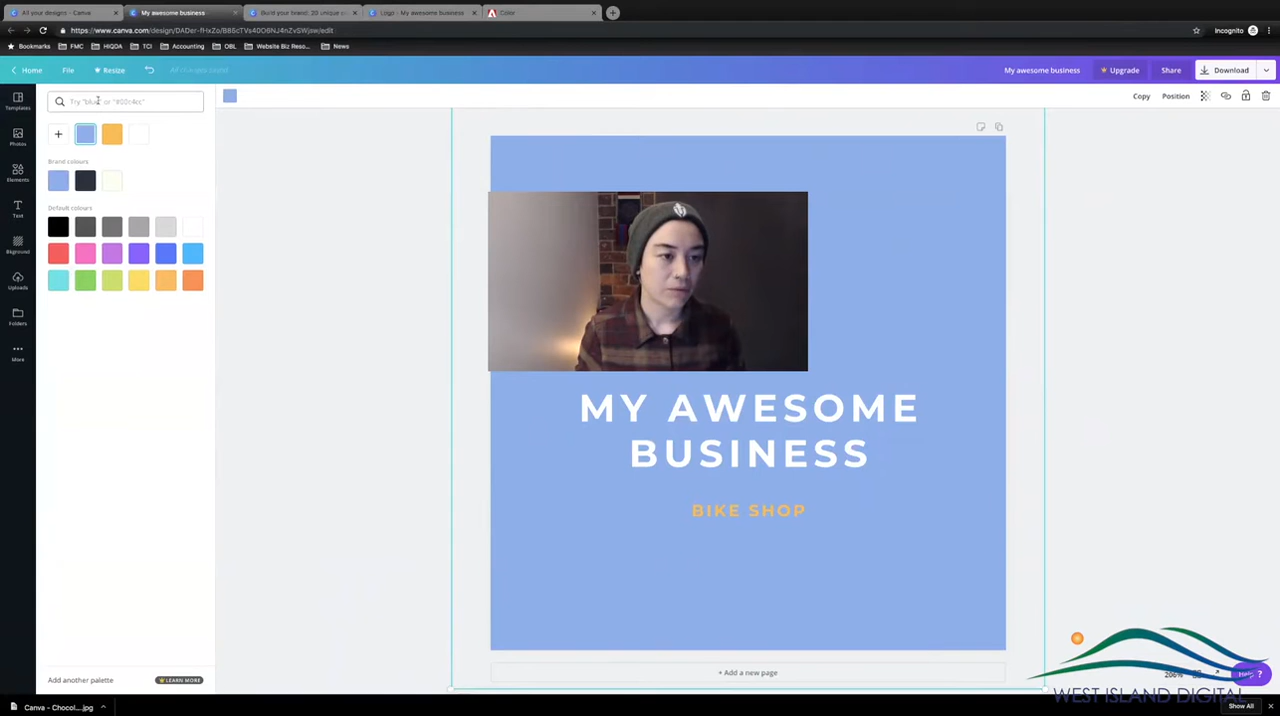 All your designs - Canva
My awesome business
Build your brand: 20 unique c
Logo - My awesome business
Color
https://www.canva.com/design/
Incognito
Bookmarks
FMC
HIQDA
TCI
Accounting
OBL
Website Biz Reso...
News
Home
File
Resize
My awesome business
Upgrade
Share
Download
Try "blue" or "#00c4cc"
Copy
Position
Templates
Photos
Elements
Text
Bkground
Uploads
Folders
More
Brand colours
Default colours
MY AWESOME
BUSINESS
BIKE SHOP
+ Add a new page
Add another palette
LEARN MORE
Help ?
WEST ISLAND DIGITAL
Canva - Chocol....jpg
Show All